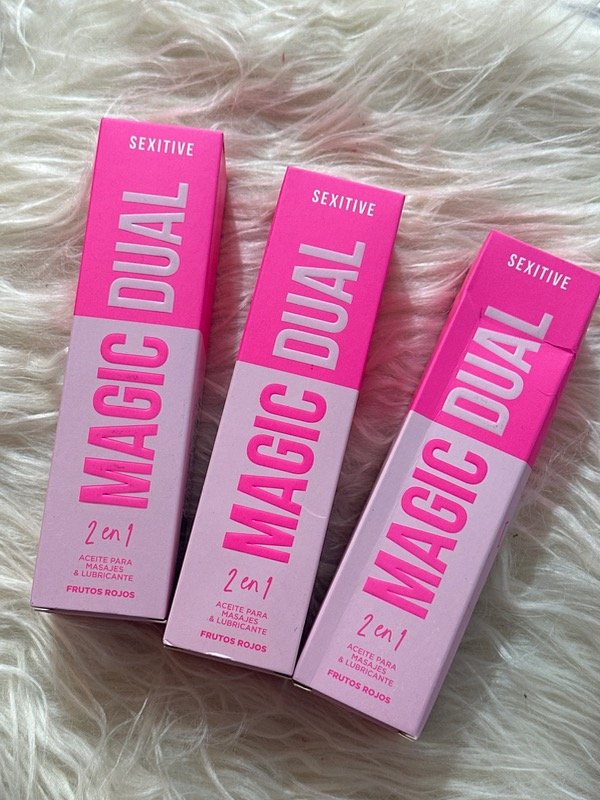 SEXITIVE
MAGIC DUAL
2 en 1
ACEITE PARA
MASAJES
& LUBRICANTE
FRUTOS ROJOS
SEXITIVE
MAGIC DUAL
2 en 1
ACEITE PARA
MASAJES
& LUBRICANTE
FRUTOS ROJOS
SEXITIVE
MAGIC DUAL
2 en 1
ACEITE PARA
MASAJES
& LUBRICANTE
FRUTOS ROJOS